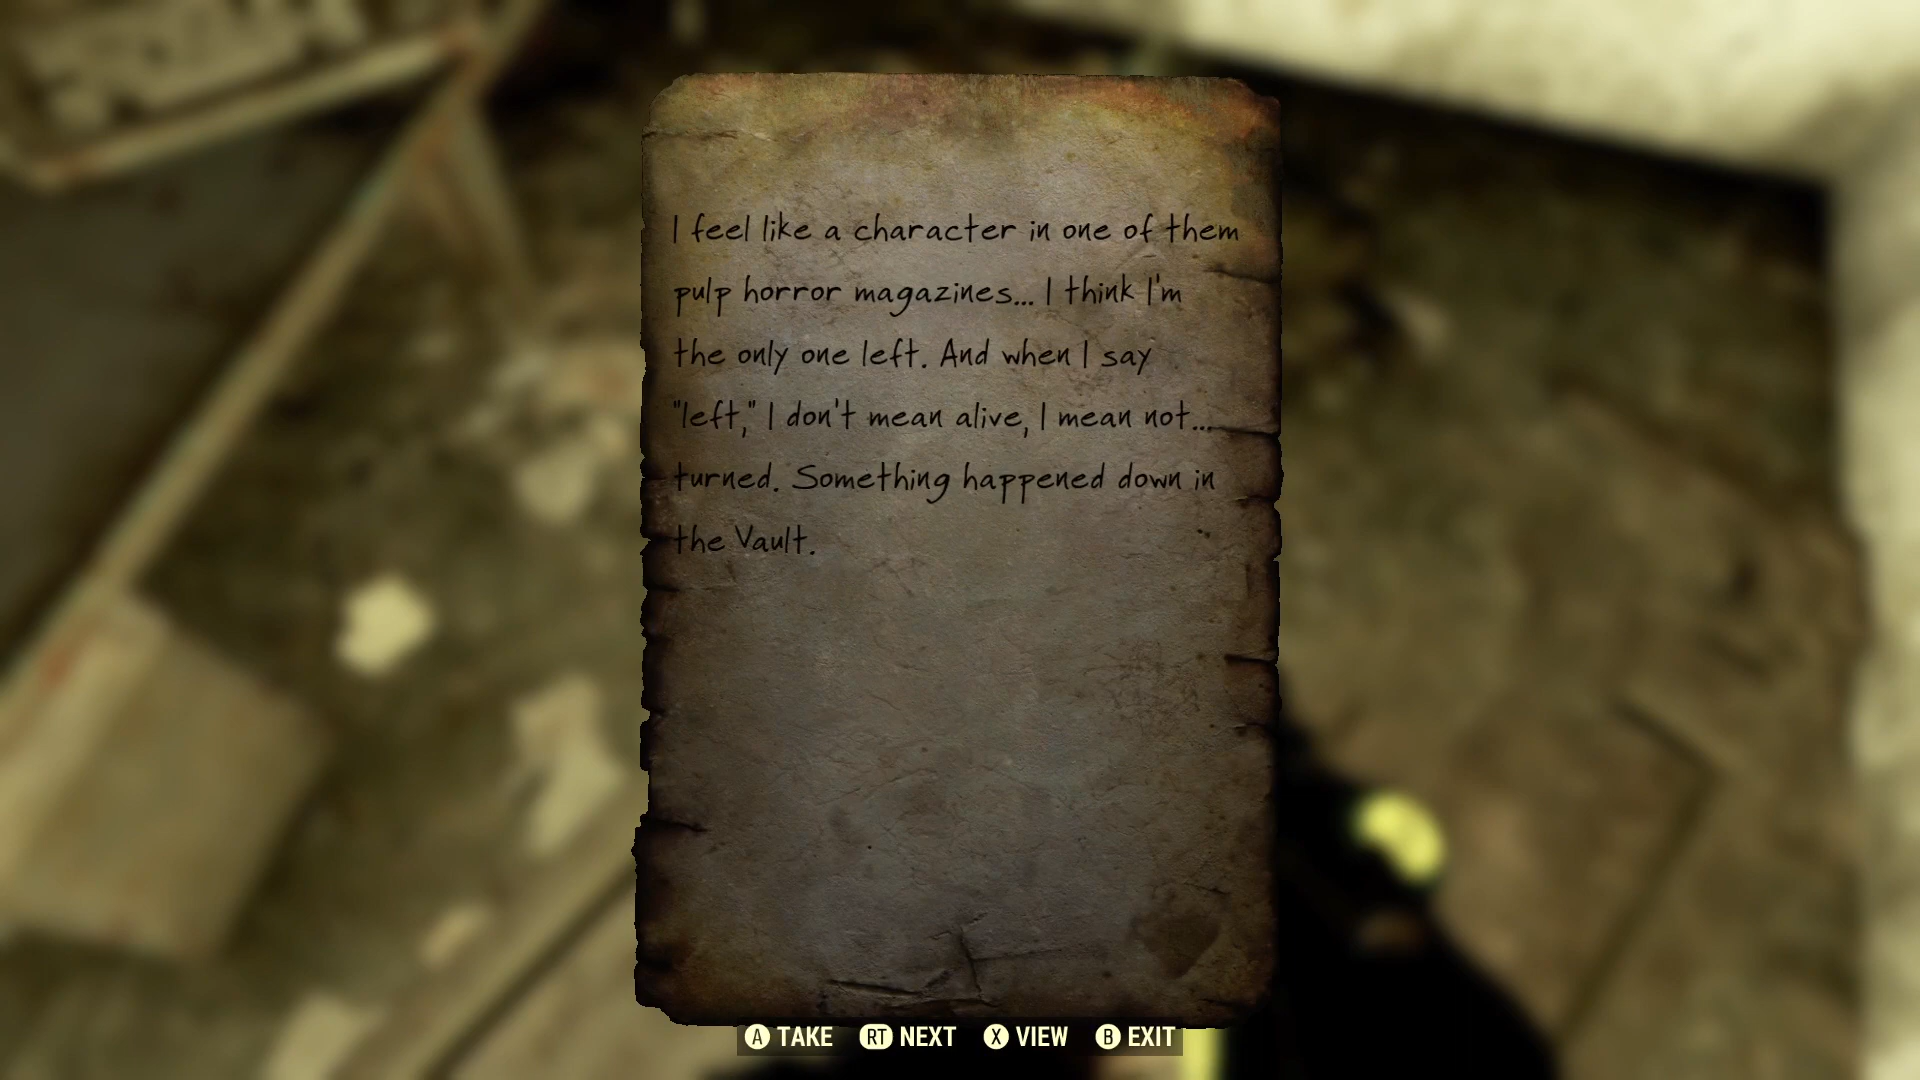 I feel like a character in one of them
pulp horror magazines... I think I'm
the only one left. And when I say
"left," I don't mean alive, I mean not...
turned. Something happened down in
the Vault.
A TAKE RT NEXT X VIEW B EXIT